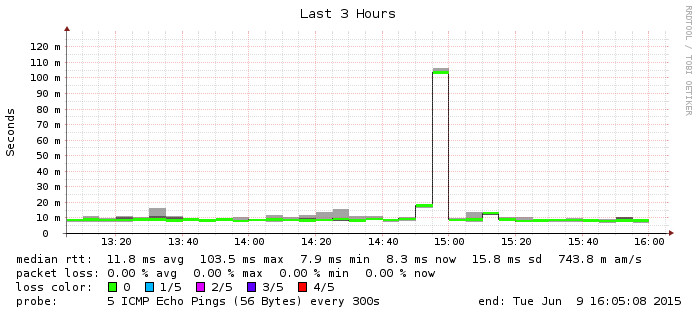 Last 3 Hours
RRDTOOL / TOBI OETIKER
Seconds
120 m
110 m
100 m
90 m
80 m
70 m
60 m
50 m
40 m
30 m
20 m
10 m
0
13:20 13:40 14:00 14:20 14:40 15:00 15:20 15:40 16:00
median rtt: 11.8 ms avg 103.5 ms max 7.9 ms min 8.3 ms now 15.8 ms sd 743.8 m am/s
packet loss: 0.00 % avg 0.00 % max 0.00 % min 0.00 % now
loss color: 0 1/5 2/5 3/5 4/5
probe: 5 ICMP Echo Pings (56 Bytes) every 300s end: Tue Jun 9 16:05:08 2015